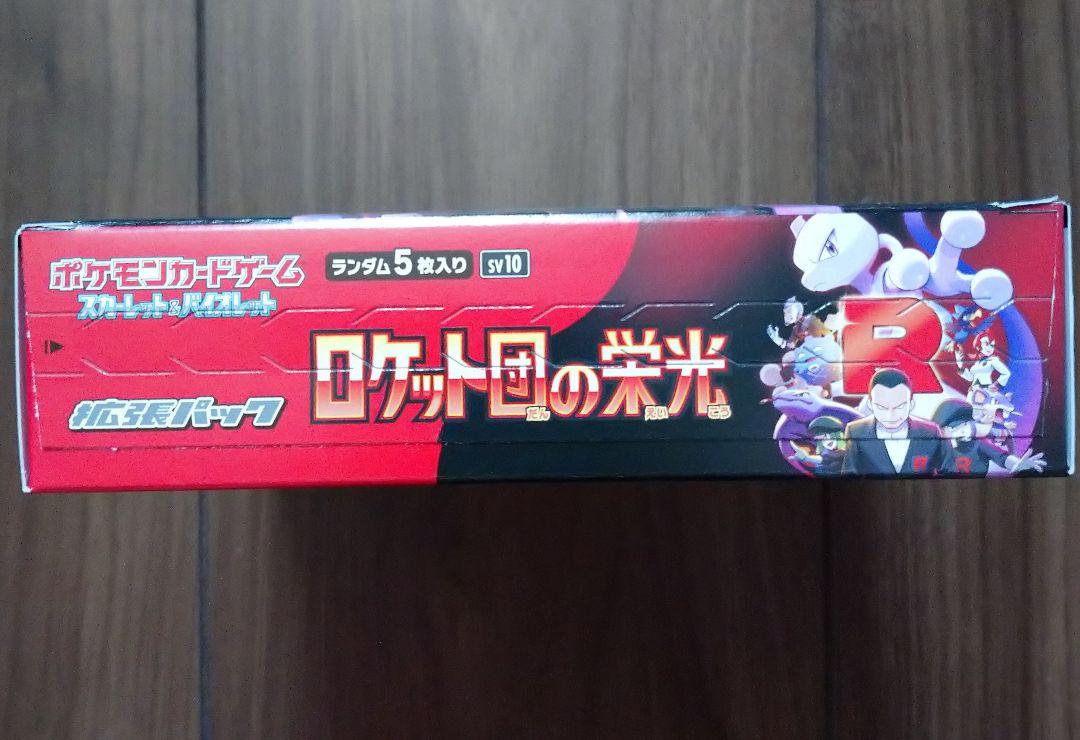 ポケモンカードゲーム
スカーレット&バイオレット
ランダム5枚入り
SV10
拡張パック
ロケット団の栄光
だん
えい
こう
R
R
R